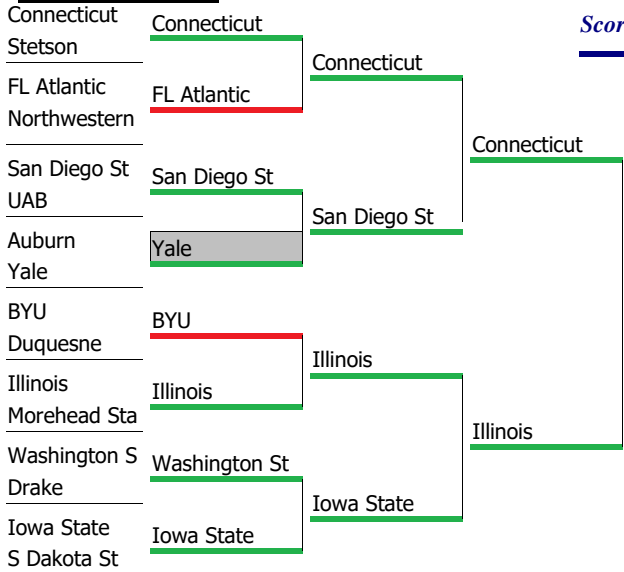 Connecticut
Stetson
FL Atlantic
Northwestern
San Diego St
UAB
Auburn
Yale
BYU
Duquesne
Illinois
Morehead Sta
Washington S
Drake
Iowa State
S Dakota St
Connecticut
FL Atlantic
San Diego St
Yale
BYU
Illinois
Washington St
Iowa State
Connecticut
San Diego St
Illinois
Iowa State
Connecticut
Illinois
Scor